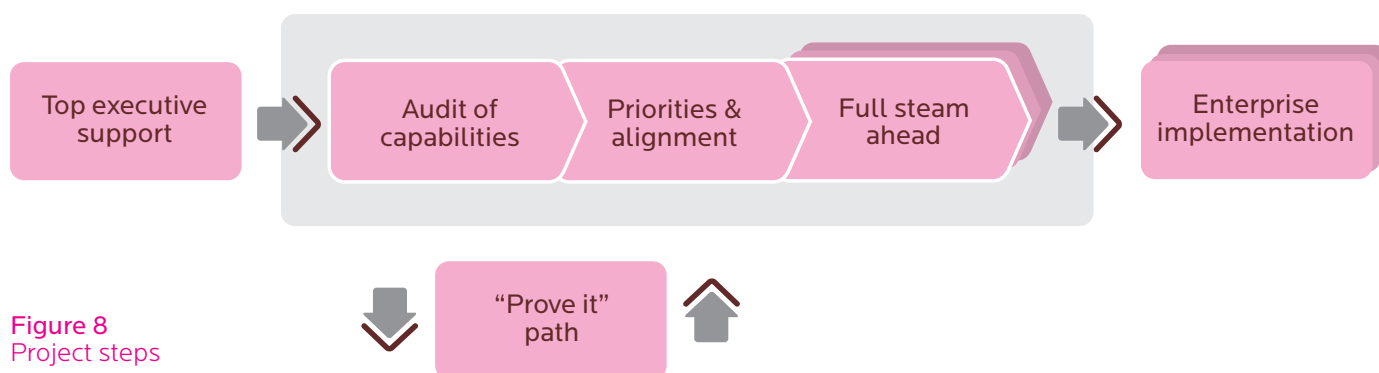 Top executive
support
Audit of
capabilities
Priorities &
alignment
Full steam
ahead
Enterprise
implementation
“Prove it”
path
Figure 8
Project steps